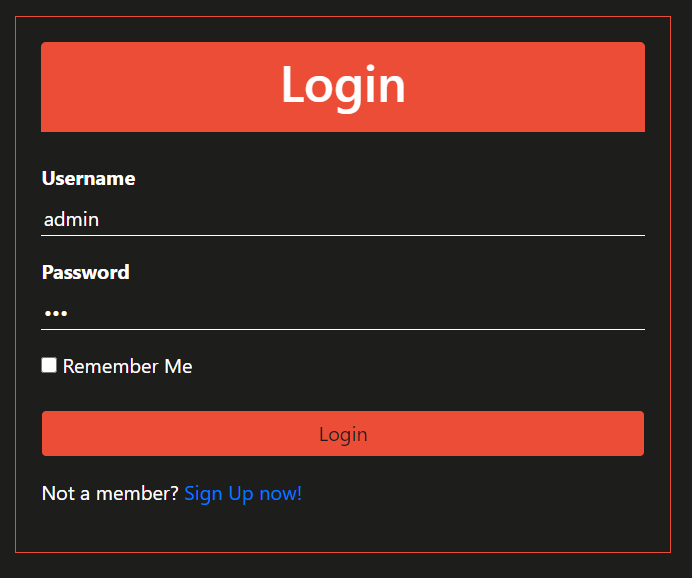 Login
Username
admin
Password
•••
Remember Me
Login
Not a member? Sign Up now!